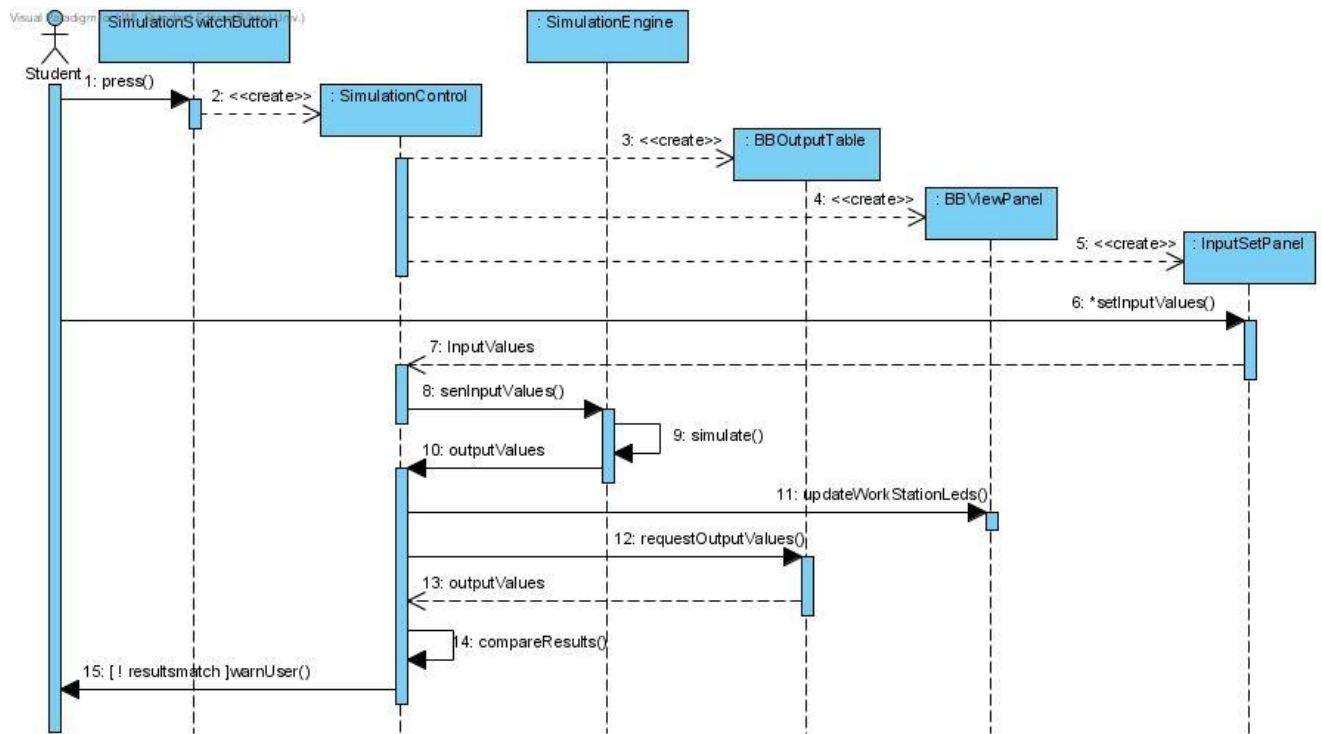 SimulationSwitchButton
: SimulationEngine
Student
1: press()
2: <<create>>
: SimulationControl
3: <<create>>
: BBOutputTable
4: <<create>>
: BBViewPanel
5: <<create>>
: InputSetPanel
6: *setInputValues()
7: InputValues
8: senInputValues()
9: simulate()
10: outputValues
11: updateWorkStationLeds()
12: requestOutputValues()
13: outputValues
14: compareResults()
15: [ ! resultsmatch ]warnUser()